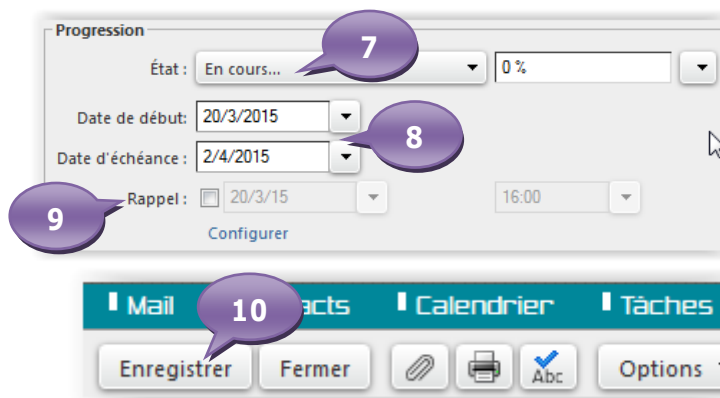 Progression
7
État : En cours... 0 %
Date de début: 20/3/2015
8
Date d'échéance : 2/4/2015
9
Rappel : 20/3/15 16:00
Configurer
Mail 10 acts Calendrier Tâches
Enregistrer Fermer Abc Options